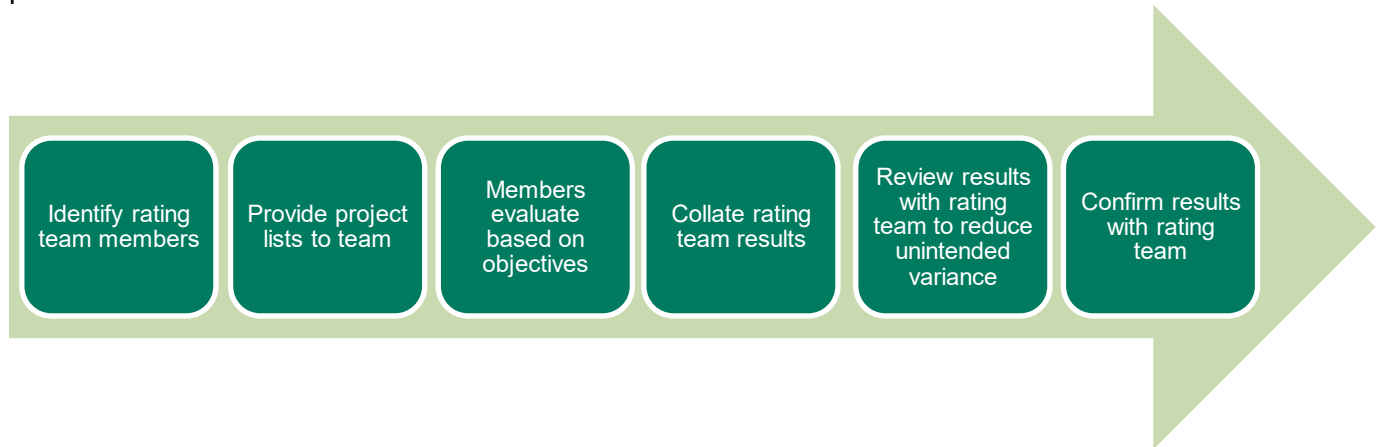 Identify rating
team members
Provide project
lists to team
Members
evaluate
based on
objectives
Collate rating
team results
Review results
with rating
team to reduce
unintended
variance
Confirm results
with rating
team